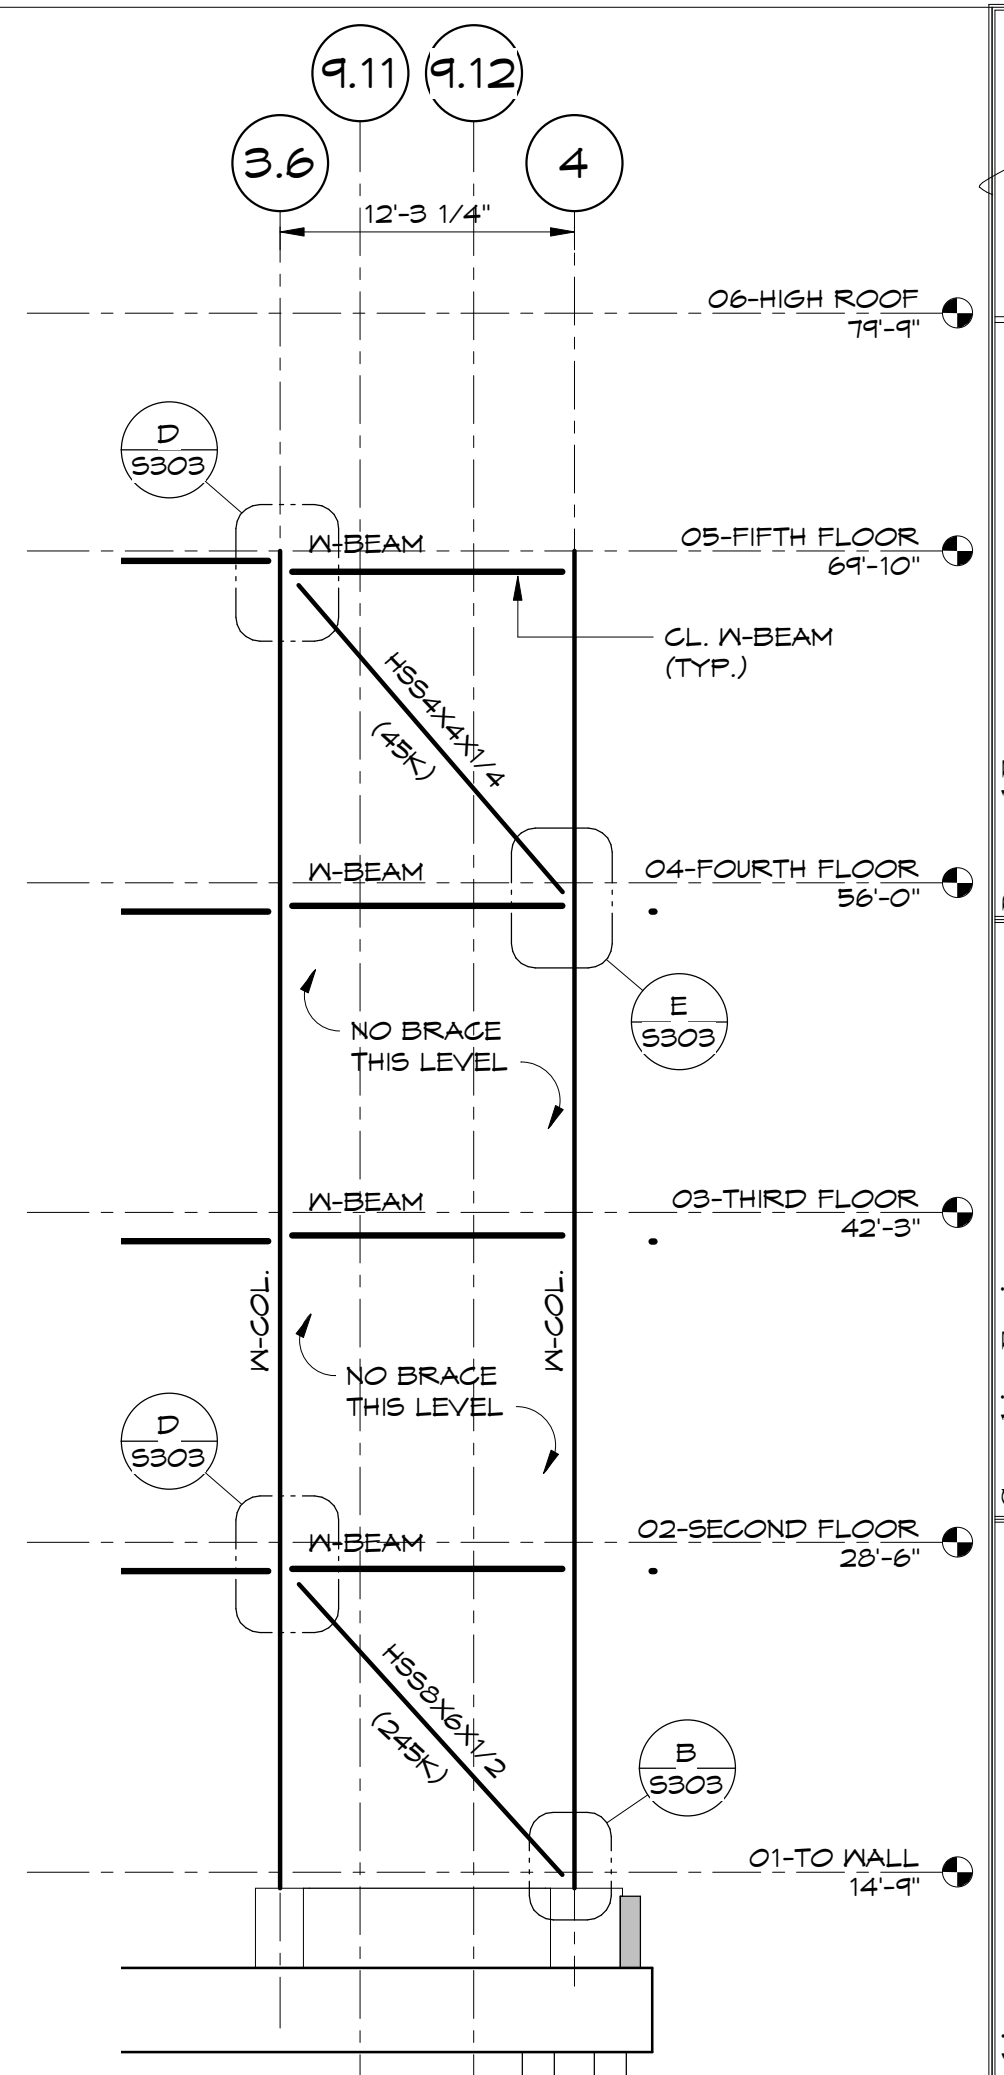 9.11
9.12
3.6
4
12'-3 1/4"
06-HIGH ROOF
79'-9"
D
S303
W-BEAM
05-FIFTH FLOOR
69'-10"
CL. W-BEAM
(TYP.)
HSS4X4X1/4
(45K)
W-BEAM
04-FOURTH FLOOR
56'-0"
E
S303
NO BRACE
THIS LEVEL
W-BEAM
03-THIRD FLOOR
42'-3"
W-COL.
W-COL.
NO BRACE
THIS LEVEL
D
S303
W-BEAM
02-SECOND FLOOR
28'-6"
HSS8X6X1/2
(245K)
B
S303
01-TO WALL
14'-9"